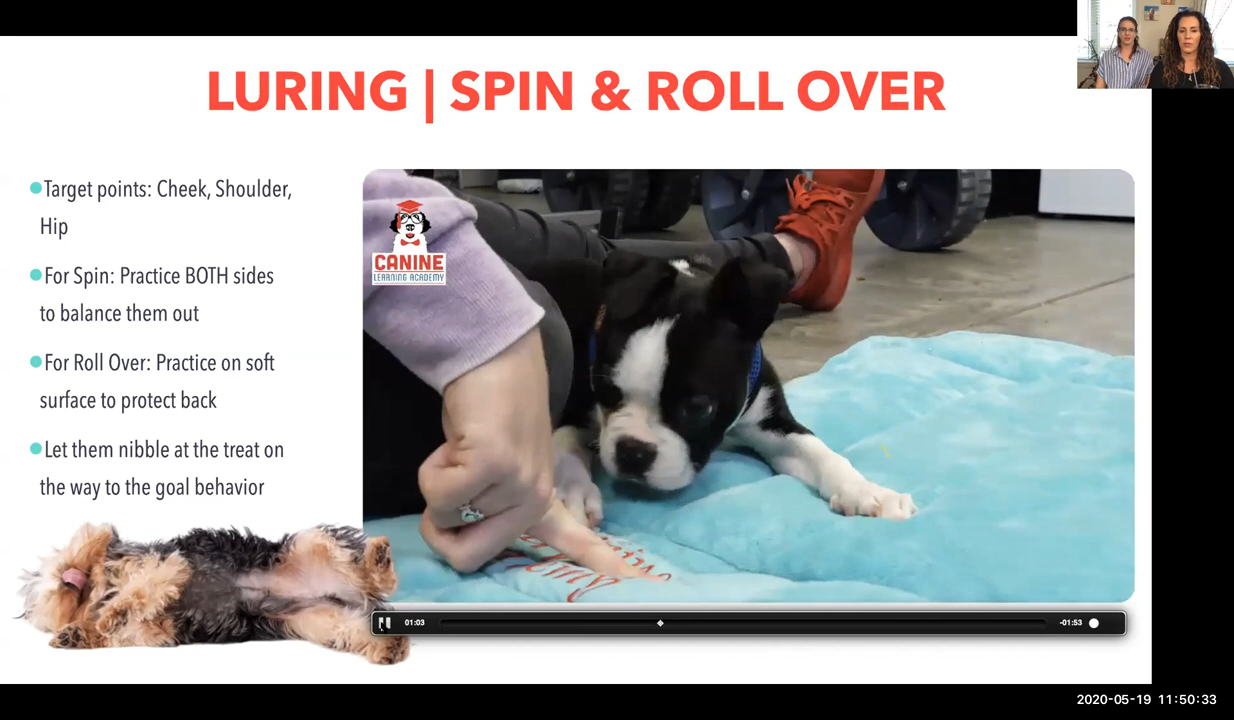 LURING | SPIN & ROLL OVER
Target points: Cheek, Shoulder,
Hip
For Spin: Practice BOTH sides
to balance them out
For Roll Over: Practice on soft
surface to protect back
Let them nibble at the treat on
the way to the goal behavior
CANINE
LEARNING ACADEMY
01:03
-01:53
2020-05-19 11:50:33